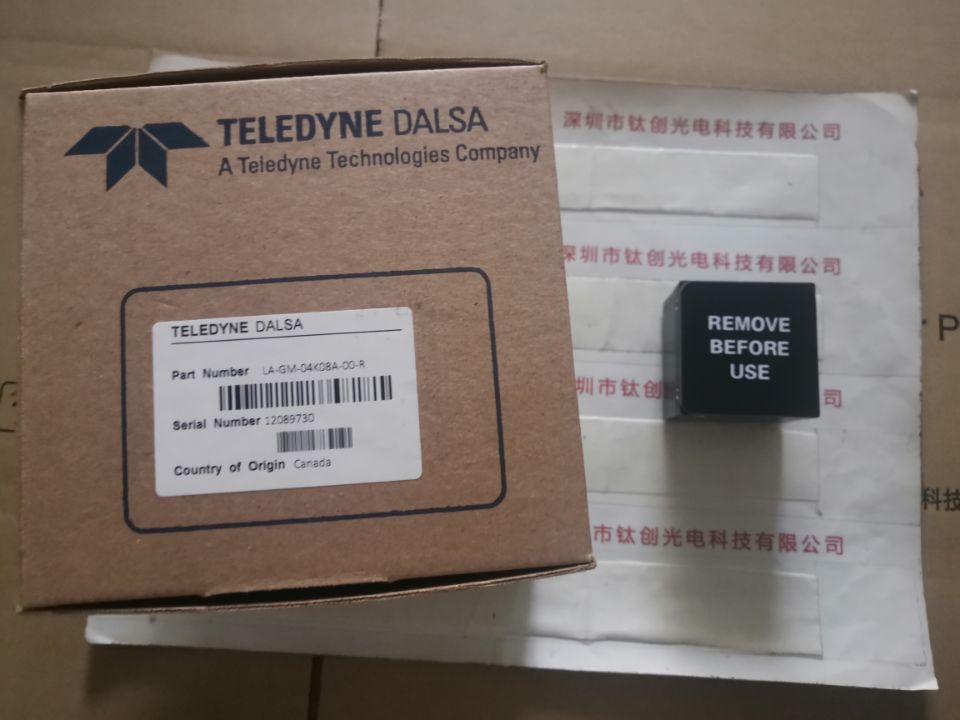 TELEDYNE DALSA
A Teledyne Technologies Company
TELEDYNE DALSA
Part Number LA-GM-04K08A-00-R
Serial Number 12089730
Country of Origin Canada
深圳市钛创光电科技有限公司
深圳市钛创光电科技有限公司
REMOVE
BEFORE
USE
圳市钛创 司
市钛创光电科技有限公司
P
科技